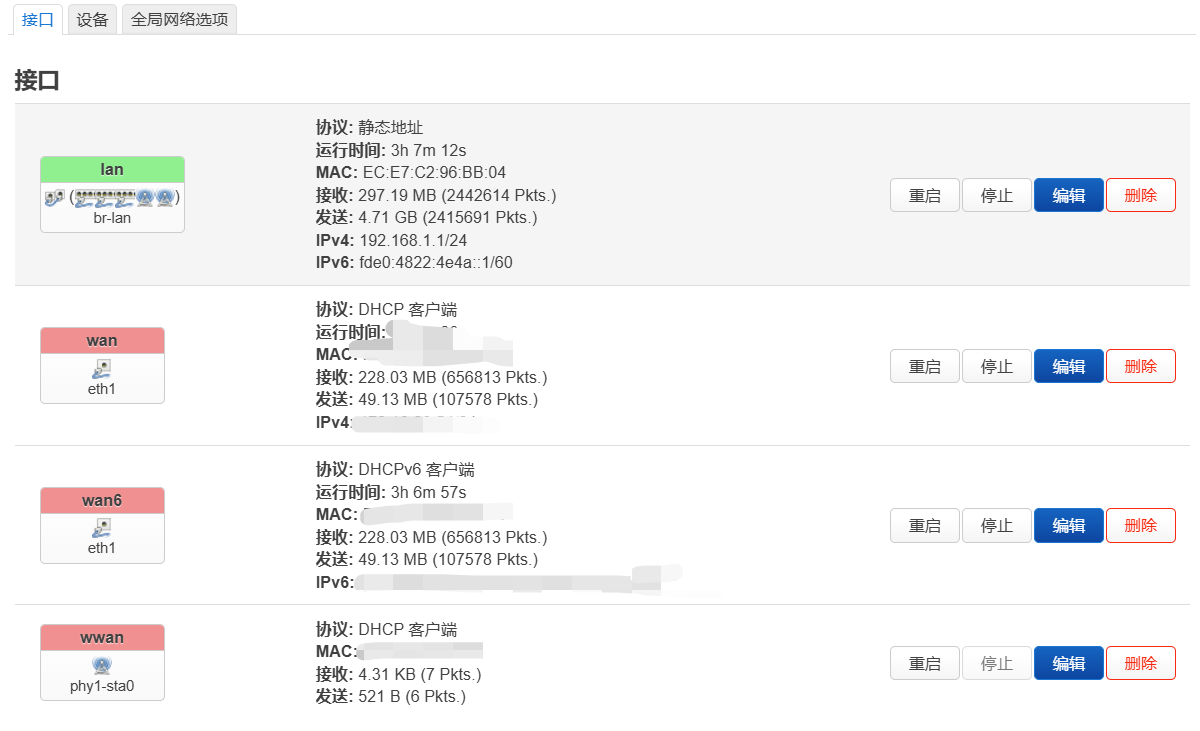 接口 设备 全局网络选项
接口
lan
br-lan
协议: 静态地址
运行时间: 3h 7m 12s
MAC: EC:E7:C2:96:BB:04
接收: 297.19 MB (2442614 Pkts.)
发送: 4.71 GB (2415691 Pkts.)
IPv4: 192.168.1.1/24
IPv6: fde0:4822:4e4a::1/60
重启 停止 编辑 删除
wan
eth1
协议: DHCP 客户端
运行时间:
MAC:
接收: 228.03 MB (656813 Pkts.)
发送: 49.13 MB (107578 Pkts.)
IPv4:
重启 停止 编辑 删除
wan6
eth1
协议: DHCPv6 客户端
运行时间: 3h 6m 57s
MAC:
接收: 228.03 MB (656813 Pkts.)
发送: 49.13 MB (107578 Pkts.)
IPv6:
重启 停止 编辑 删除
wwan
phy1-sta0
协议: DHCP 客户端
MAC:
接收: 4.31 KB (7 Pkts.)
发送: 521 B (6 Pkts.)
重启 停止 编辑 删除